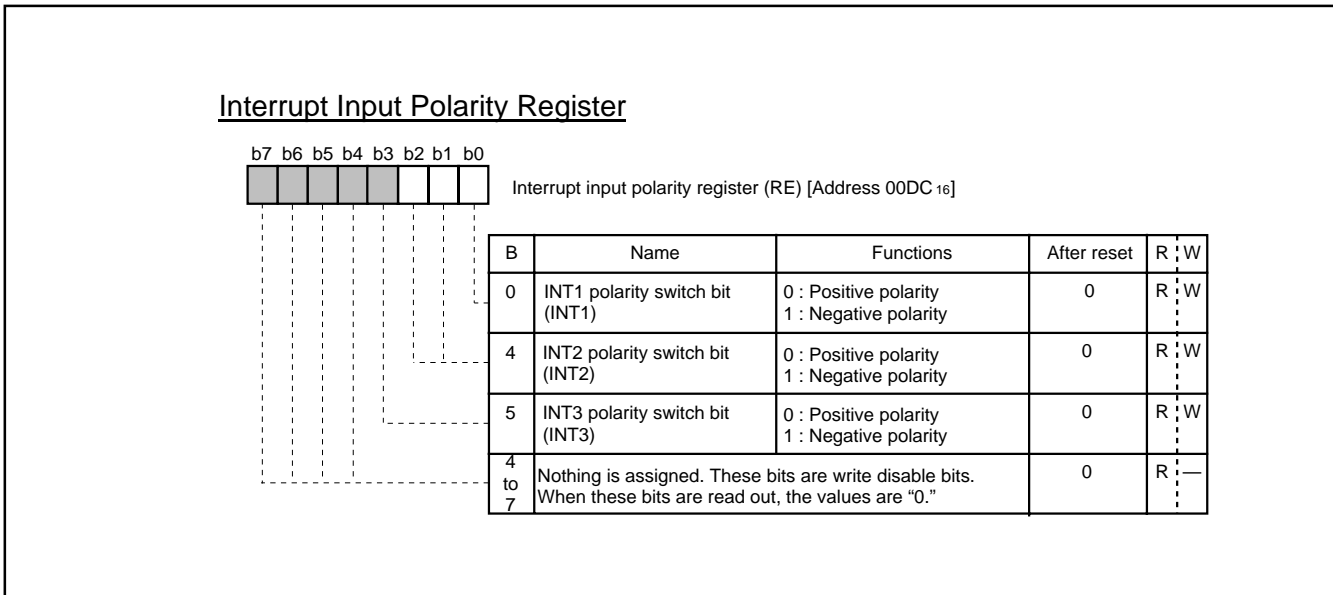 Interrupt Input Polarity Register
b7 b6 b5 b4 b3 b2 b1 b0
Interrupt input polarity register (RE) [Address 00DC 16]
B Name Functions After reset R W
0 INT1 polarity switch bit 0 : Positive polarity 0 R W
(INT1) 1 : Negative polarity
4 INT2 polarity switch bit 0 : Positive polarity 0 R W
(INT2) 1 : Negative polarity
5 INT3 polarity switch bit 0 : Positive polarity 0 R W
(INT3) 1 : Negative polarity
4
to
7
Nothing is assigned. These bits are write disable bits. 0 R —
When these bits are read out, the values are “0.”